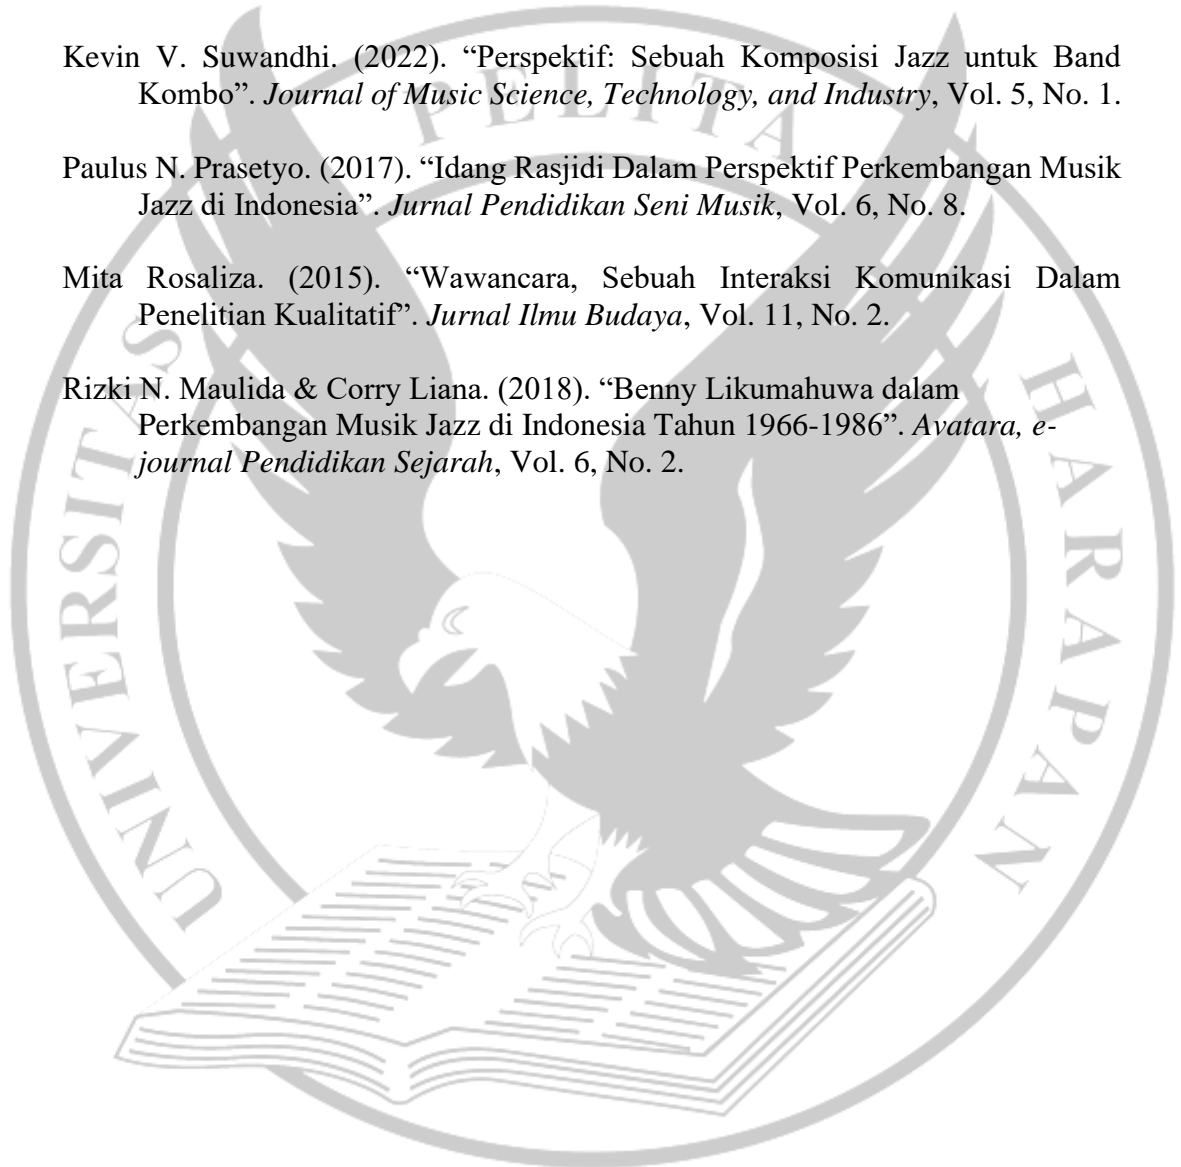 Kevin V. Suwandhi. (2022). “Perspektif: Sebuah Komposisi Jazz untuk Band
Kombo”. Journal of Music Science, Technology, and Industry, Vol. 5, No. 1.
Paulus N. Prasetyo. (2017). “Idang Rasjidi Dalam Perspektif Perkembangan Musik
Jazz di Indonesia”. Jurnal Pendidikan Seni Musik, Vol. 6, No. 8.
Mita Rosaliza. (2015). “Wawancara, Sebuah Interaksi Komunikasi Dalam
Penelitian Kualitatif”. Jurnal Ilmu Budaya, Vol. 11, No. 2.
Rizki N. Maulida & Corry Liana. (2018). “Benny Likumahuwa dalam
Perkembangan Musik Jazz di Indonesia Tahun 1966-1986”. Avatara, e-
journal Pendidikan Sejarah, Vol. 6, No. 2.
UNIVERSITAS PELITA HARAPAN